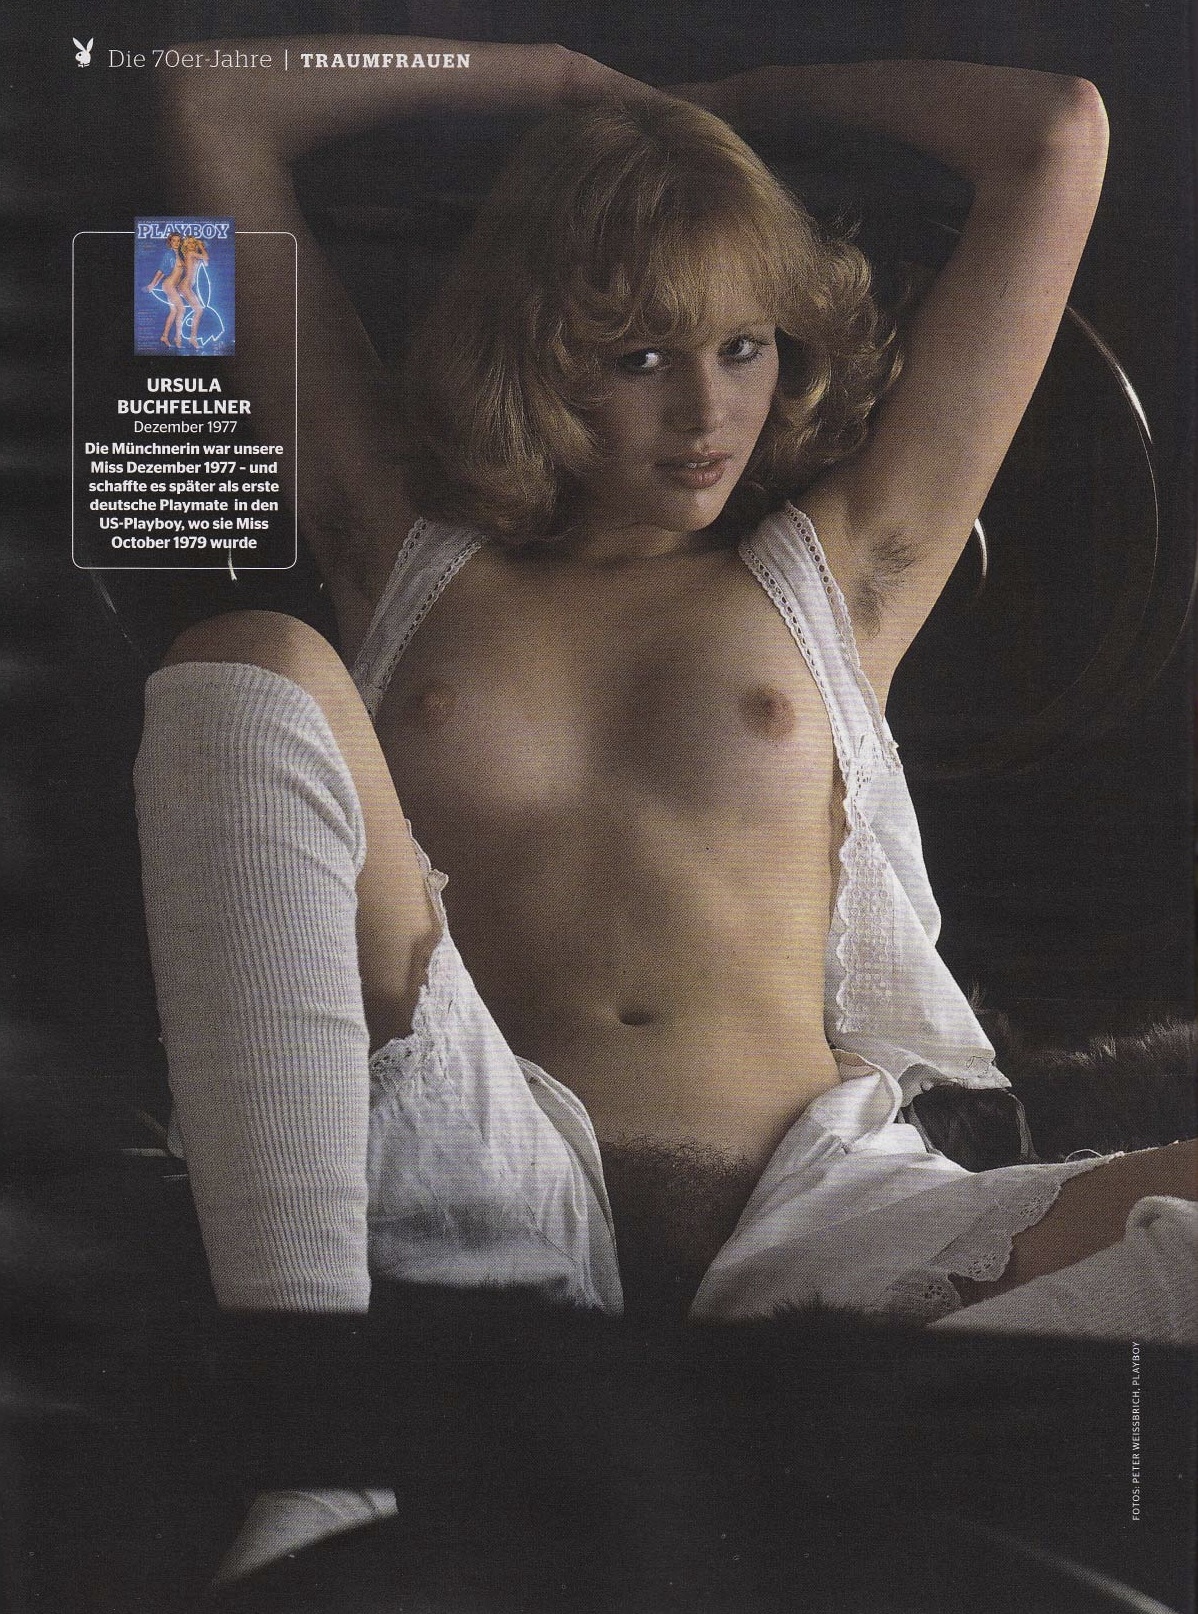 Die 70er-Jahre | TRAUMFRAUEN
PLAYBOY
URSULA
BUCHFELLNER
Dezember 1977
Die Münchnerin war unsere
Miss Dezember 1977 – und
schaffte es später als erste
deutsche Playmate in den
US-Playboy, wo sie Miss
October 1979 wurde
FOTOS: PETER WEISSBRICH, PLAYBOY